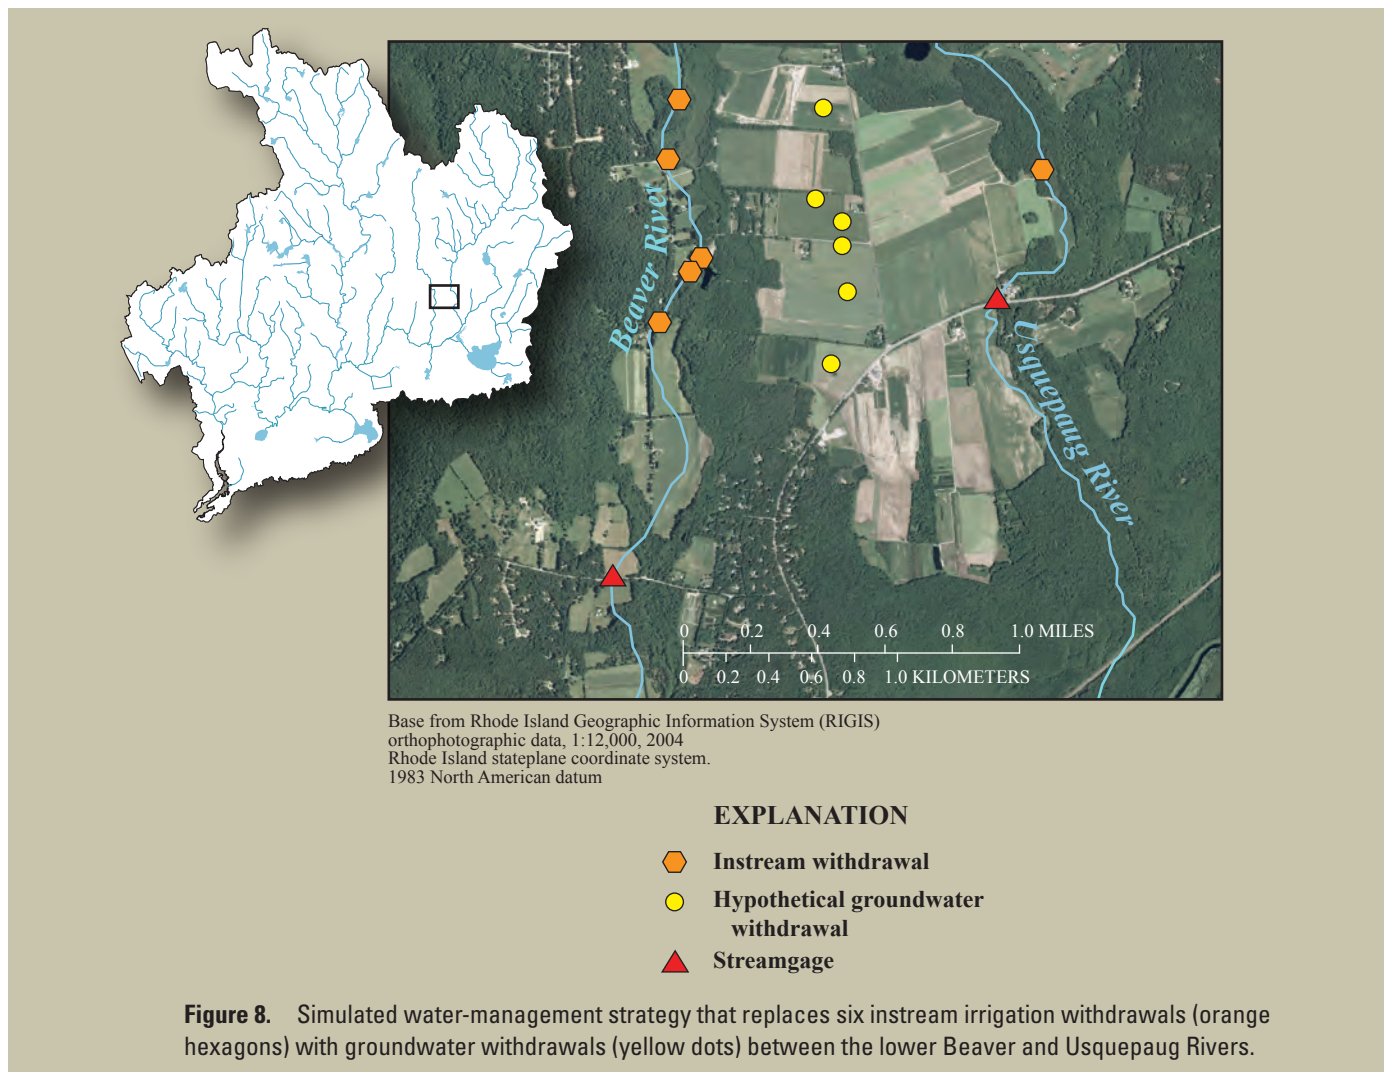 Beaver River
Usquepaug River
0 0.2 0.4 0.6 0.8 1.0 MILES
0 0.2 0.4 0.6 0.8 1.0 KILOMETERS
Base from Rhode Island Geographic Information System (RIGIS)
orthophotographic data, 1:12,000, 2004
Rhode Island stateplane coordinate system.
1983 North American datum
EXPLANATION
Instream withdrawal
Hypothetical groundwater
withdrawal
Streamgage
Figure 8. Simulated water-management strategy that replaces six instream irrigation withdrawals (orange
hexagons) with groundwater withdrawals (yellow dots) between the lower Beaver and Usquepaug Rivers.